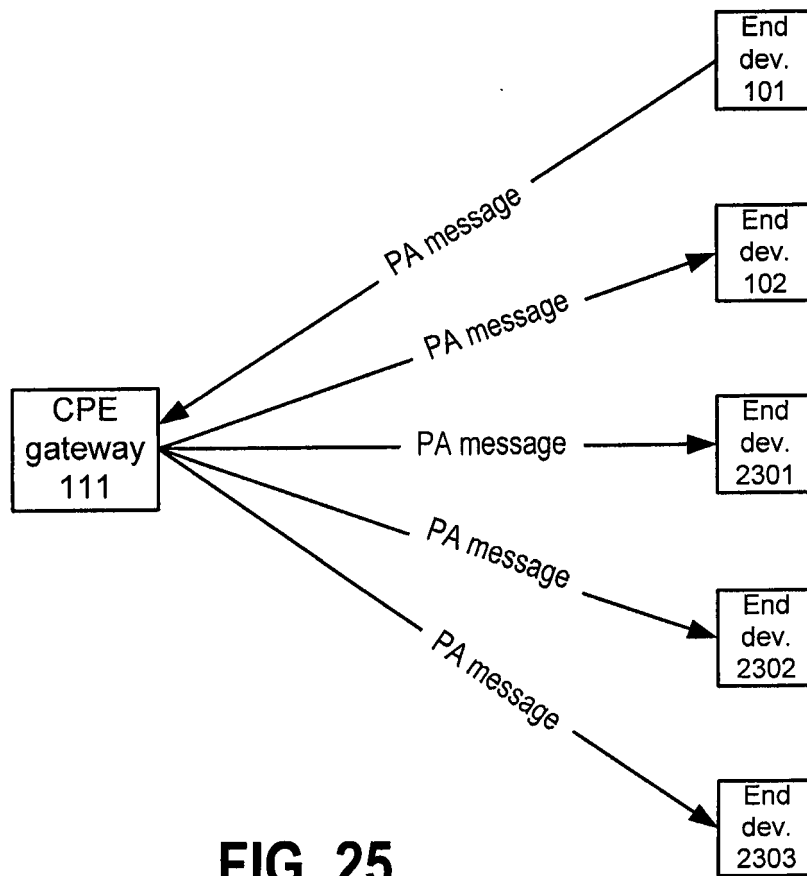 End
dev.
101
PA message
End
dev.
102
PA message
CPE
gateway
111
PA message
End
dev.
2301
PA message
End
dev.
2302
PA message
End
dev.
2303
FIG. 25